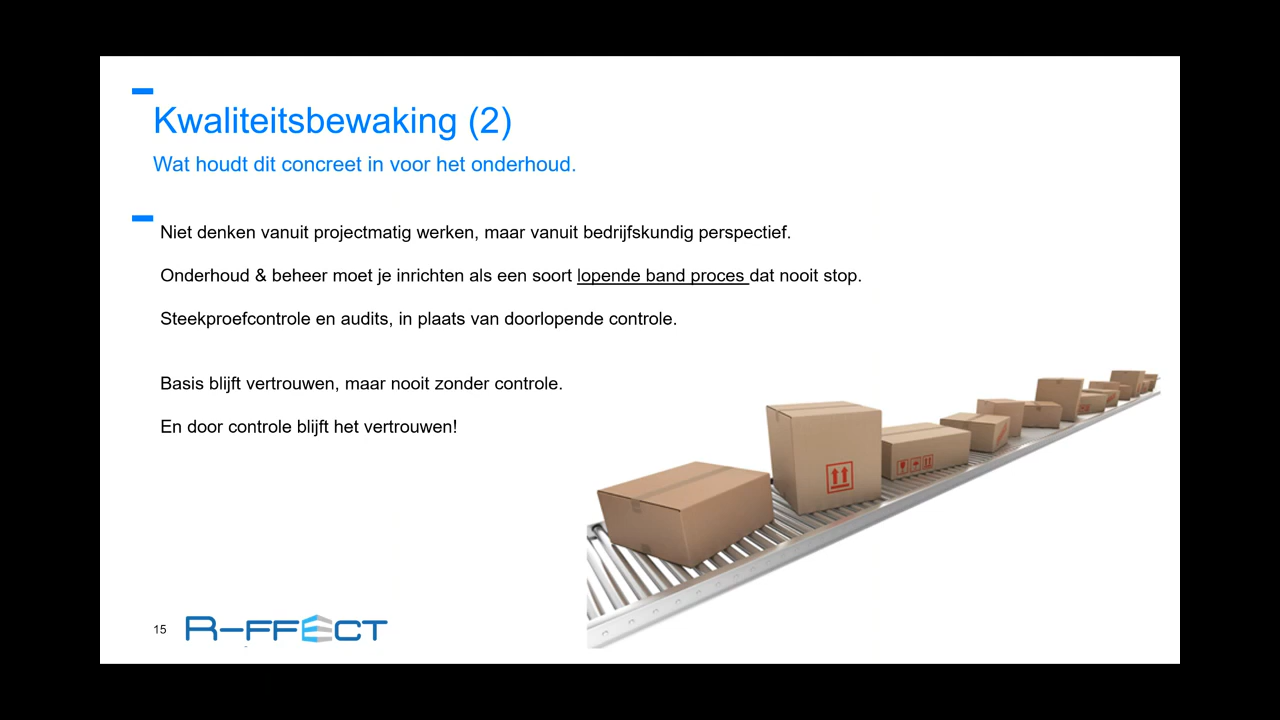 Kwaliteitsbewaking (2)
Wat houdt dit concreet in voor het onderhoud.
Niet denken vanuit projectmatig werken, maar vanuit bedrijfskundig perspectief.
Onderhoud & beheer moet je inrichten als een soort lopende band proces dat nooit stop.
Steekproefcontrole en audits, in plaats van doorlopende controle.
Basis blijft vertrouwen, maar nooit zonder controle.
En door controle blijft het vertrouwen!
15 R-FFECT